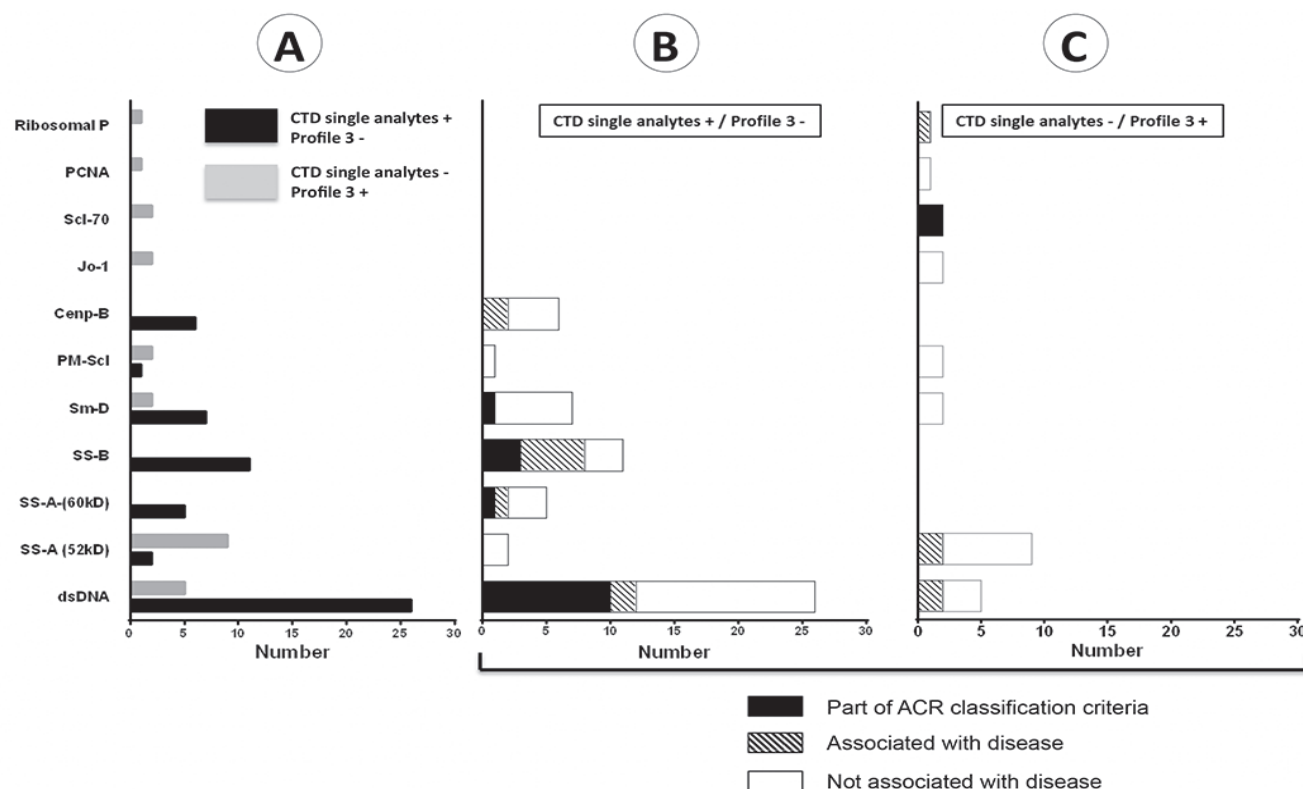 A
B
C
CTD single analytes +
Profile 3 -
CTD single analytes -
Profile 3 +
CTD single analytes + / Profile 3 -
CTD single analytes - / Profile 3 +
Ribosomal P
PCNA
Scl-70
Jo-1
Cenp-B
PM-Scl
Sm-D
SS-B
SS-A-(60kD)
SS-A (52kD)
dsDNA
0 5 10 15 20 25 30
Number
0 5 10 15 20 25 30
Number
0 5 10 15 20 25 30
Number
Part of ACR classification criteria
Associated with disease
Not associated with disease